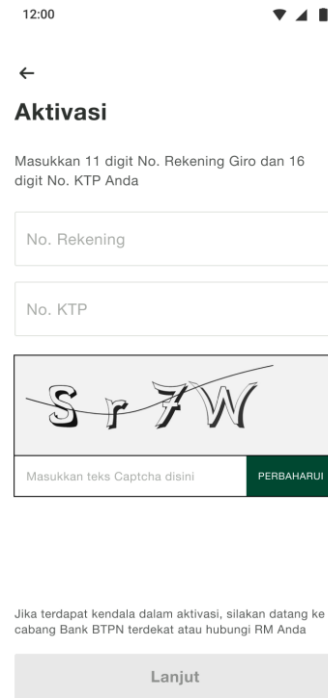 12:00
Aktivasi
Masukkan 11 digit No. Rekening Giro dan 16
digit No. KTP Anda
No. Rekening
No. KTP
Sr7W
Masukkan teks Captcha disini
PERBAHARUI
Jika terdapat kendala dalam aktivasi, silakan datang ke
cabang Bank BTPN terdekat atau hubungi RM Anda
Lanjut